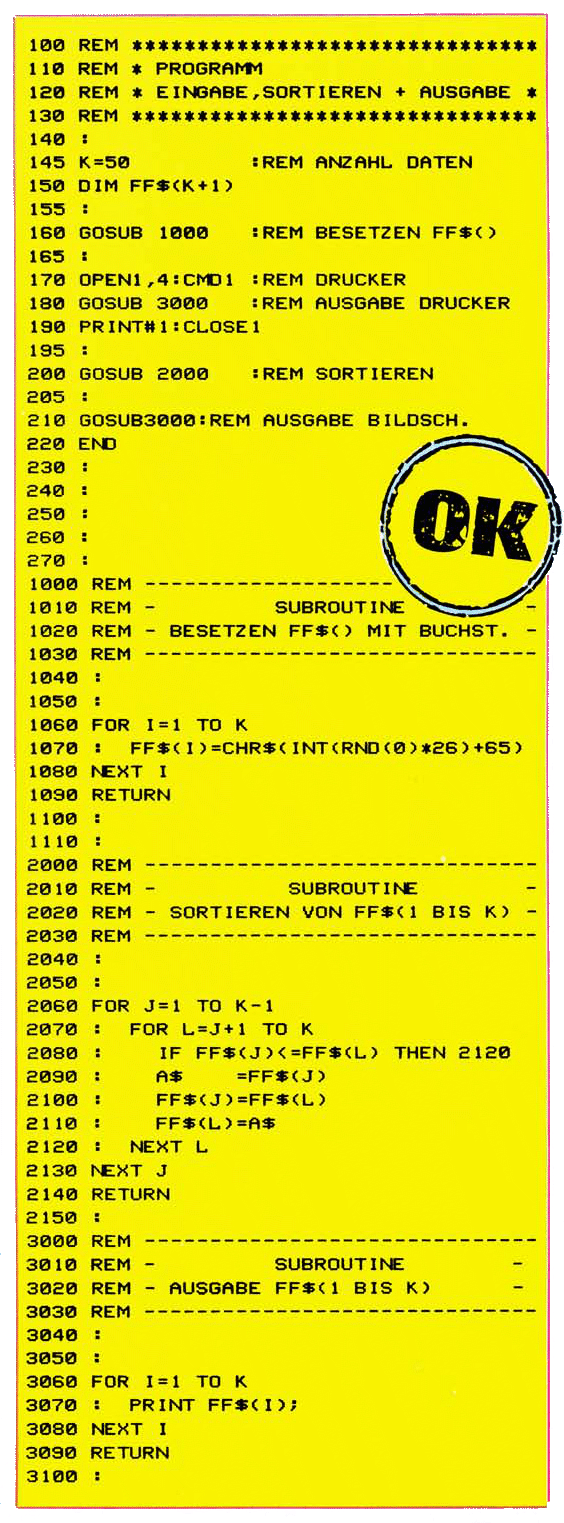 100 REM *******************************
110 REM * PROGRAMM
120 REM * EINGABE,SORTIEREN + AUSGABE *
130 REM *******************************
140 :
145 K=50         :REM ANZAHL DATEN
150 DIM FF$(K+1)
155 :
160 GOSUB 1000   :REM BESETZEN FF$()
165 :
170 OPEN1,4:CMD1 :REM DRUCKER
180 GOSUB 3000   :REM AUSGABE DRUCKER
190 PRINT#1:CLOSE1
195 :
200 GOSUB 2000   :REM SORTIEREN
205 :
210 GOSUB3000:REM AUSGABE BILDSCH.
220 END
230 :
240 :
250 :
OK
260 :
270 :
1000 REM -------------------
1010 REM -         SUBROUTINE         -
1020 REM - BESETZEN FF$() MIT BUCHST. -
1030 REM ------------------------------
1040 :
1050 :
1060 FOR I=1 TO K
1070 :  FF$(I)=CHR$(INT(RND(0)*26)+65)
1080 NEXT I
1090 RETURN
1100 :
1110 :
2000 REM ------------------------------
2010 REM -          SUBROUTINE        -
2020 REM - SORTIEREN VON FF$(1 BIS K) -
2030 REM ------------------------------
2040 :
2050 :
2060 FOR J=1 TO K-1
2070 :  FOR L=J+1 TO K
2080 :    IF FF$(J)<=FF$(L) THEN 2120
2090 :    A$    =FF$(J)
2100 :    FF$(J)=FF$(L)
2110 :    FF$(L)=A$
2120 :  NEXT L
2130 NEXT J
2140 RETURN
2150 :
3000 REM ------------------------------
3010 REM -         SUBROUTINE        -
3020 REM - AUSGABE FF$(1 BIS K)      -
3030 REM ------------------------------
3040 :
3050 :
3060 FOR I=1 TO K
3070 :  PRINT FF$(I);
3080 NEXT I
3090 RETURN
3100 :